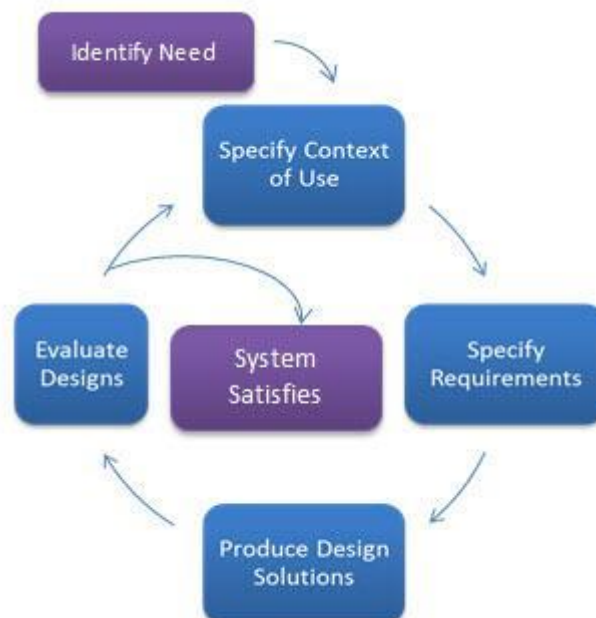 Identify Need
Specify Context
of Use
Specify
Requirements
Produce Design
Solutions
Evaluate
Designs
System
Satisfies